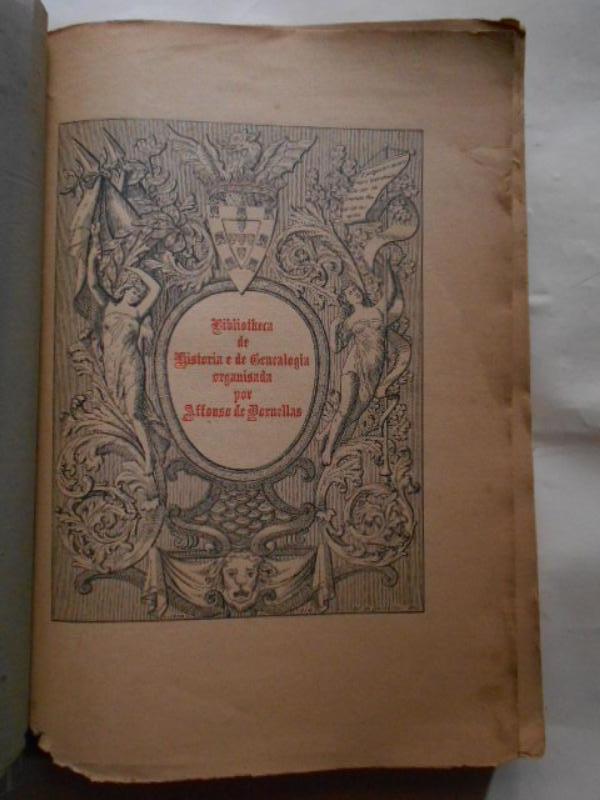 Bibliotheca
de
Historia e de Genealogia
organisada
por
Affonso de Dornellas